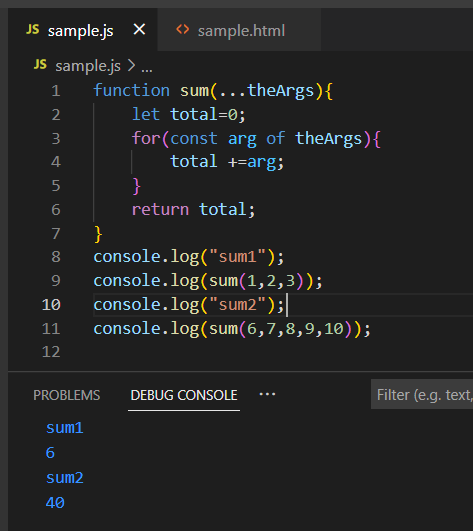 JS sample.js × <> sample.html
JS sample.js > ...
1 function sum(...theArgs){
2     let total=0;
3     for(const arg of theArgs){
4         total +=arg;
5     }
6     return total;
7 }
8 console.log("sum1");
9 console.log(sum(1,2,3));
10 console.log("sum2");
11 console.log(sum(6,7,8,9,10));
12
PROBLEMS DEBUG CONSOLE ... Filter (e.g. text,
sum1
6
sum2
40